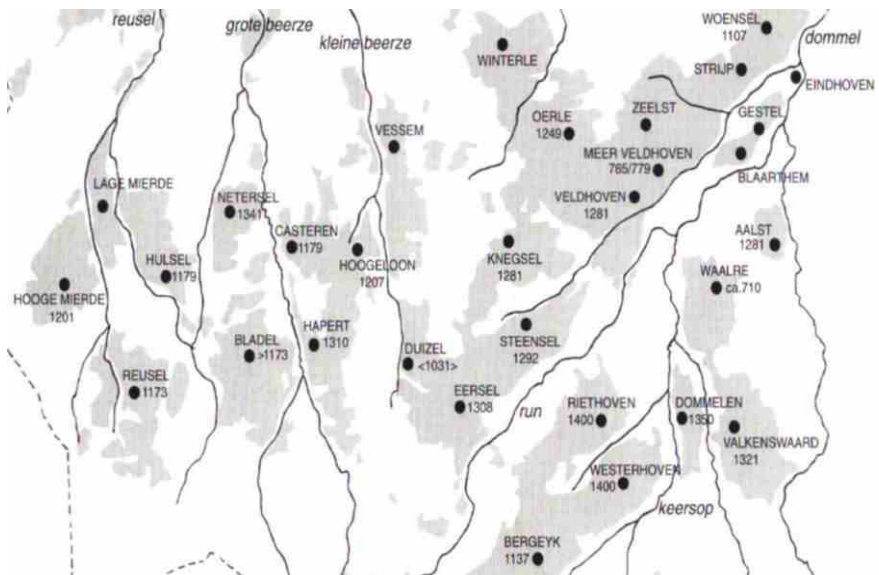 reusel
grote beerze
kleine beerze
WOENSEL
1107
dommel
WINTERLE
STRIJP
EINDHOVEN
OERLE
1249
ZEELST
GESTEL
VESSEM
MEER VELDHOVEN
765/779
BLAARTHEM
LAGE MIERDE
NETERSEL
1341
VELDHOVEN
1281
CASTEREN
1179
AALST
1281
HULSEL
1179
HOOGELOON
1207
KNEGSEL
1281
WAALRE
ca.710
HOOGE MIERDE
1201
HAPERT
1310
STEENSEL
1292
BLADEL
>1173
DUIZEL
<1031>
REUSEL
1173
EERSEL
1308
run
RIETHOVEN
1400
DOMMELEN
1350
VALKENSWAARD
1321
WESTERHOVEN
1400
keersop
BERGEYK
1137